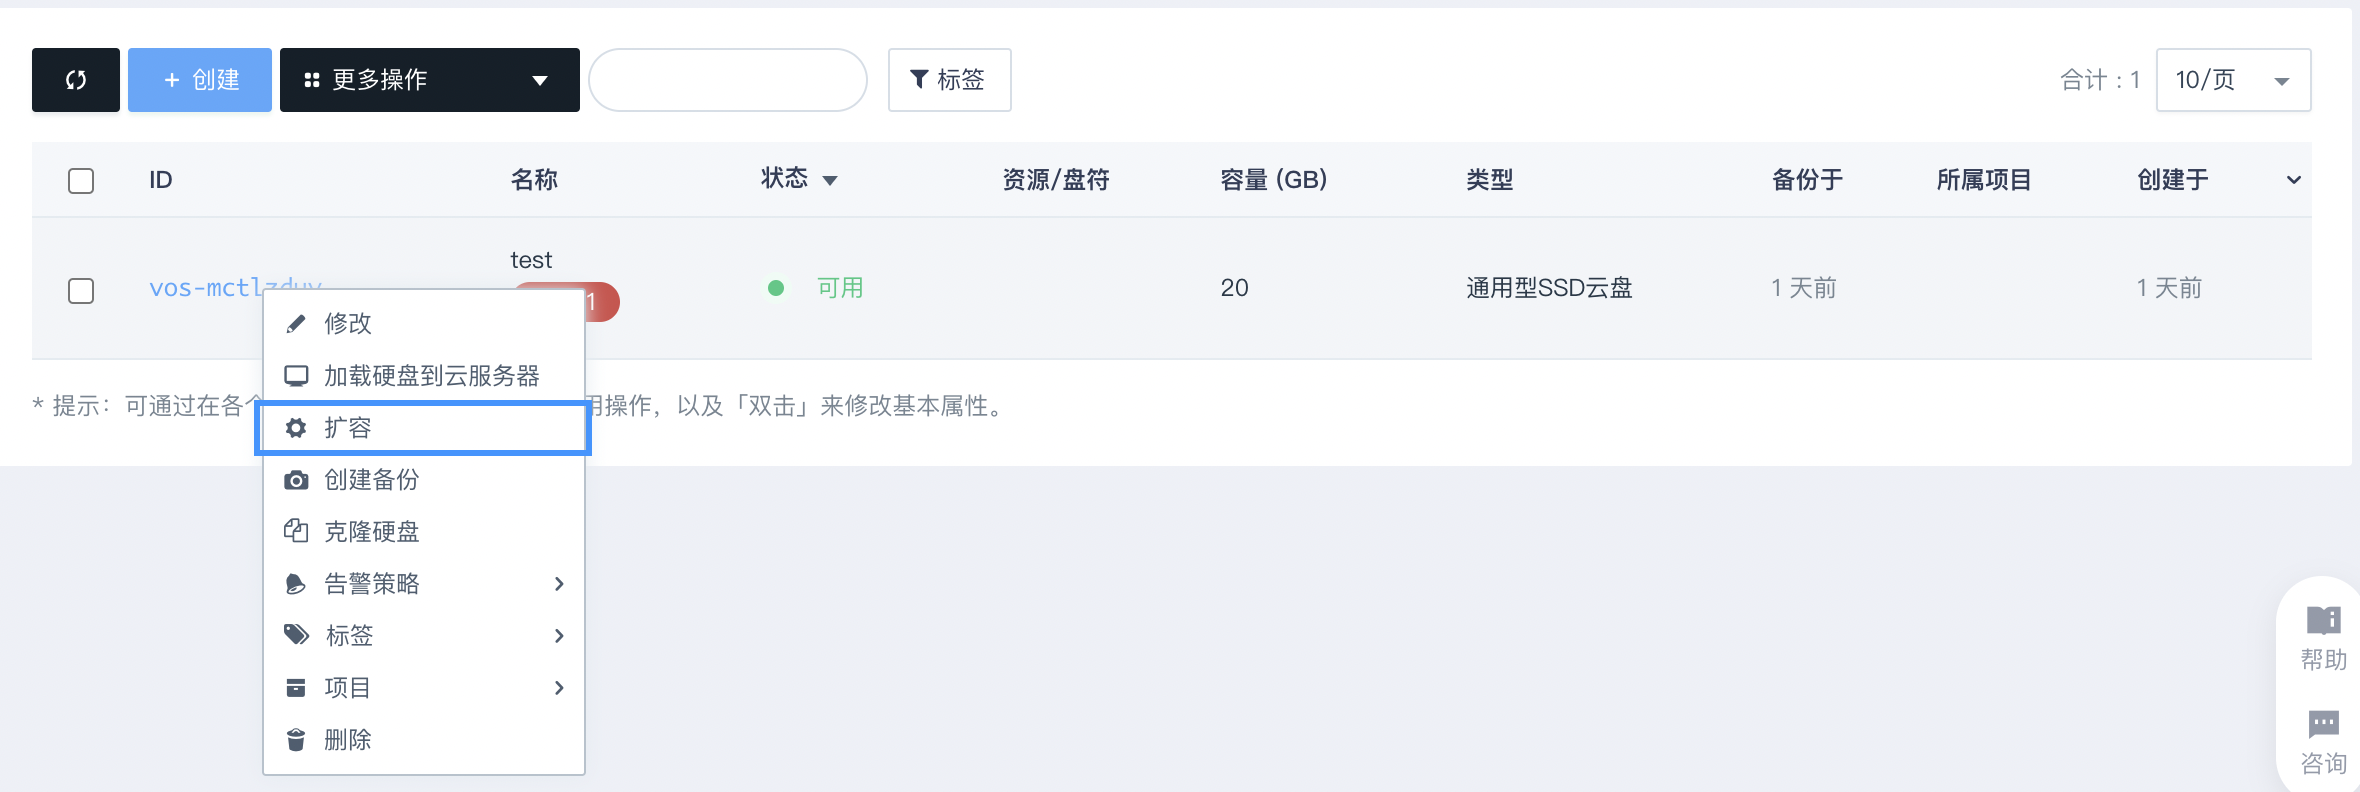 + 创建
更多操作
标签
合计 : 1
10/页
ID 名称 状态 资源/盘符 容量 (GB) 类型 备份于 所属项目 创建于
test
vos-mctl
1
可用 20 通用型SSD云盘 1 天前 1 天前
修改
加载硬盘到云服务器
* 提示：可通过在各个
用操作，以及「双击」来修改基本属性。
扩容
创建备份
克隆硬盘
告警策略
标签
项目
删除
帮助
咨询